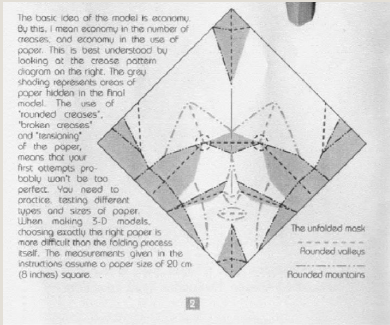 The basic idea of the model is economy.
By this, I mean economy in the number of
creases, and economy in the use of
paper. This is best understood by
looking at the crease pattern
diagram on the right. The grey
shading represents areas of
paper hidden in the final
model. The use of
"rounded creases",
"broken creases"
and "tensioning"
of the paper,
means that your
first attempts pro-
bably won't be too
perfect. You need to
practice, testing different
types and sizes of paper.
When making 3-D models,
choosing exactly the right paper is
more difficult than the folding process
itself. The measurements given in the
instructions assume a paper size of 20 cm
(8 inches) square.
The unfolded mask
Rounded valleys
Rounded mountains
2